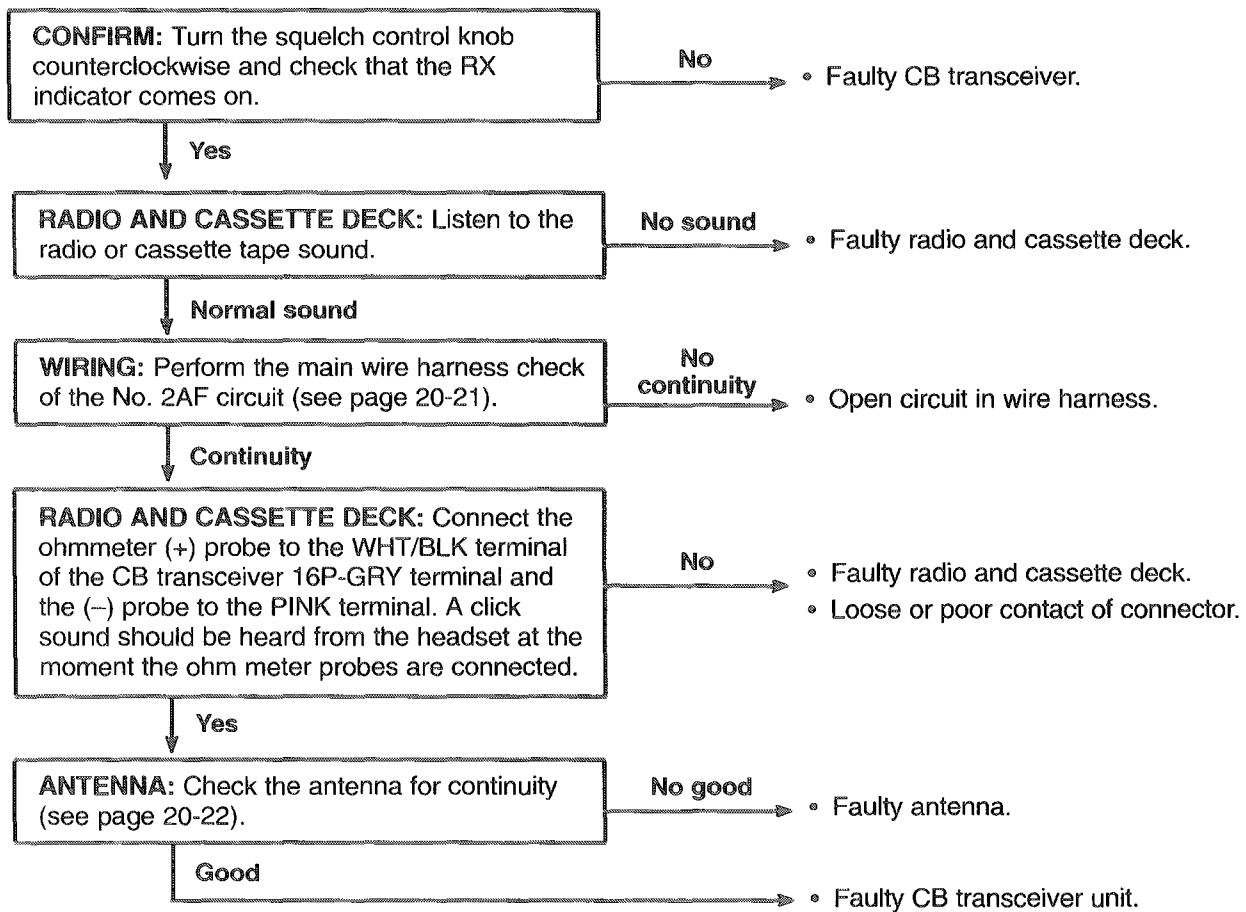 CONFIRM: Turn the squelch control knob
counterclockwise and check that the RX
indicator comes on.
No
• Faulty CB transceiver.
Yes
RADIO AND CASSETTE DECK: Listen to the
radio or cassette tape sound.
No sound
• Faulty radio and cassette deck.
Normal sound
WIRING: Perform the main wire harness check
of the No. 2AF circuit (see page 20-21).
No
continuity
• Open circuit in wire harness.
Continuity
RADIO AND CASSETTE DECK: Connect the
ohmmeter (+) probe to the WHT/BLK terminal
of the CB transceiver 16P-GRY terminal and
the (–) probe to the PINK terminal. A click
sound should be heard from the headset at the
moment the ohm meter probes are connected.
No
• Faulty radio and cassette deck.
• Loose or poor contact of connector.
Yes
ANTENNA: Check the antenna for continuity
(see page 20-22).
No good
• Faulty antenna.
Good
• Faulty CB transceiver unit.